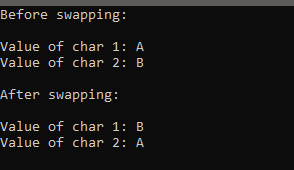 Before swapping:
Value of char 1: A
Value of char 2: B
After swapping:
Value of char 1: B
Value of char 2: A